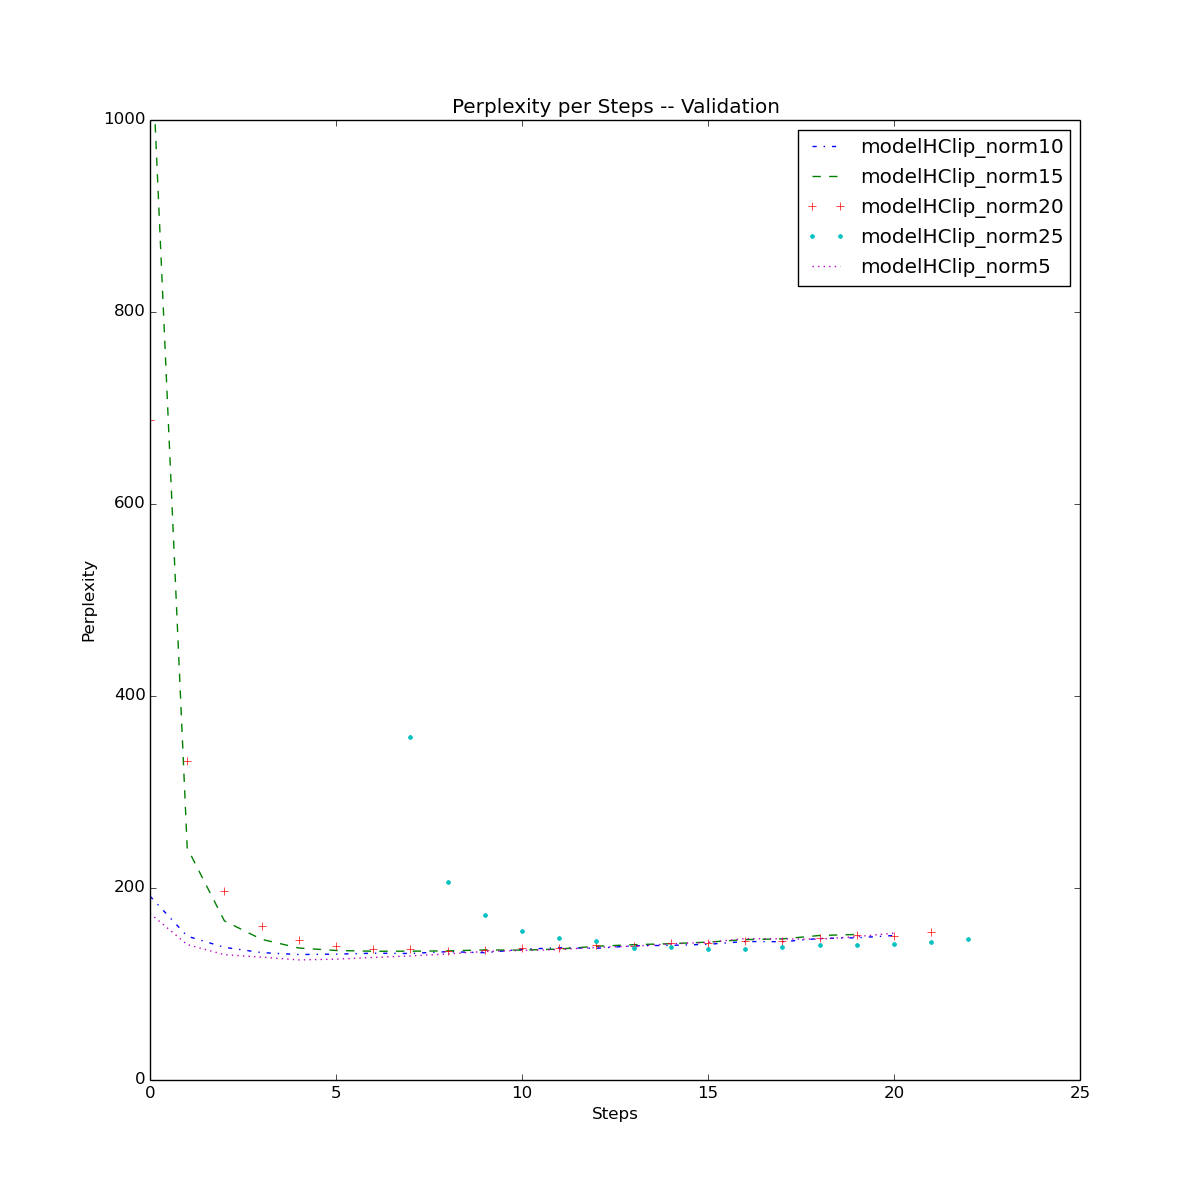 Perplexity per Steps -- Validation
1000
800
600
400
200
0
Perplexity
modelHClip_norm10
modelHClip_norm15
modelHClip_norm20
modelHClip_norm25
modelHClip_norm5
0 5 10 15 20 25
Steps